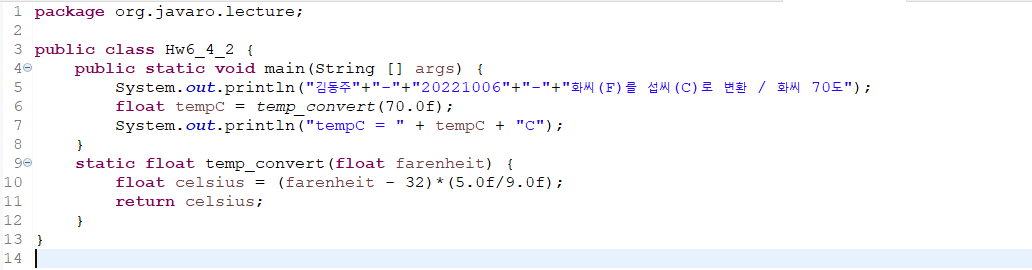 1 package org.javaro.lecture;
2
3 public class Hw6_4_2 {
4 public static void main(String [] args) {
5 System.out.println("김동주"+"-"+"20221006"+"-"+"화씨(F)를 섭씨(C)로 변환 / 화씨 70도");
6 float tempC = temp_convert(70.0f);
7 System.out.println("tempC = " + tempC + "C");
8 }
9 static float temp_convert(float farenheit) {
10 float celsius = (farenheit - 32)*(5.0f/9.0f);
11 return celsius;
12 }
13 }
14